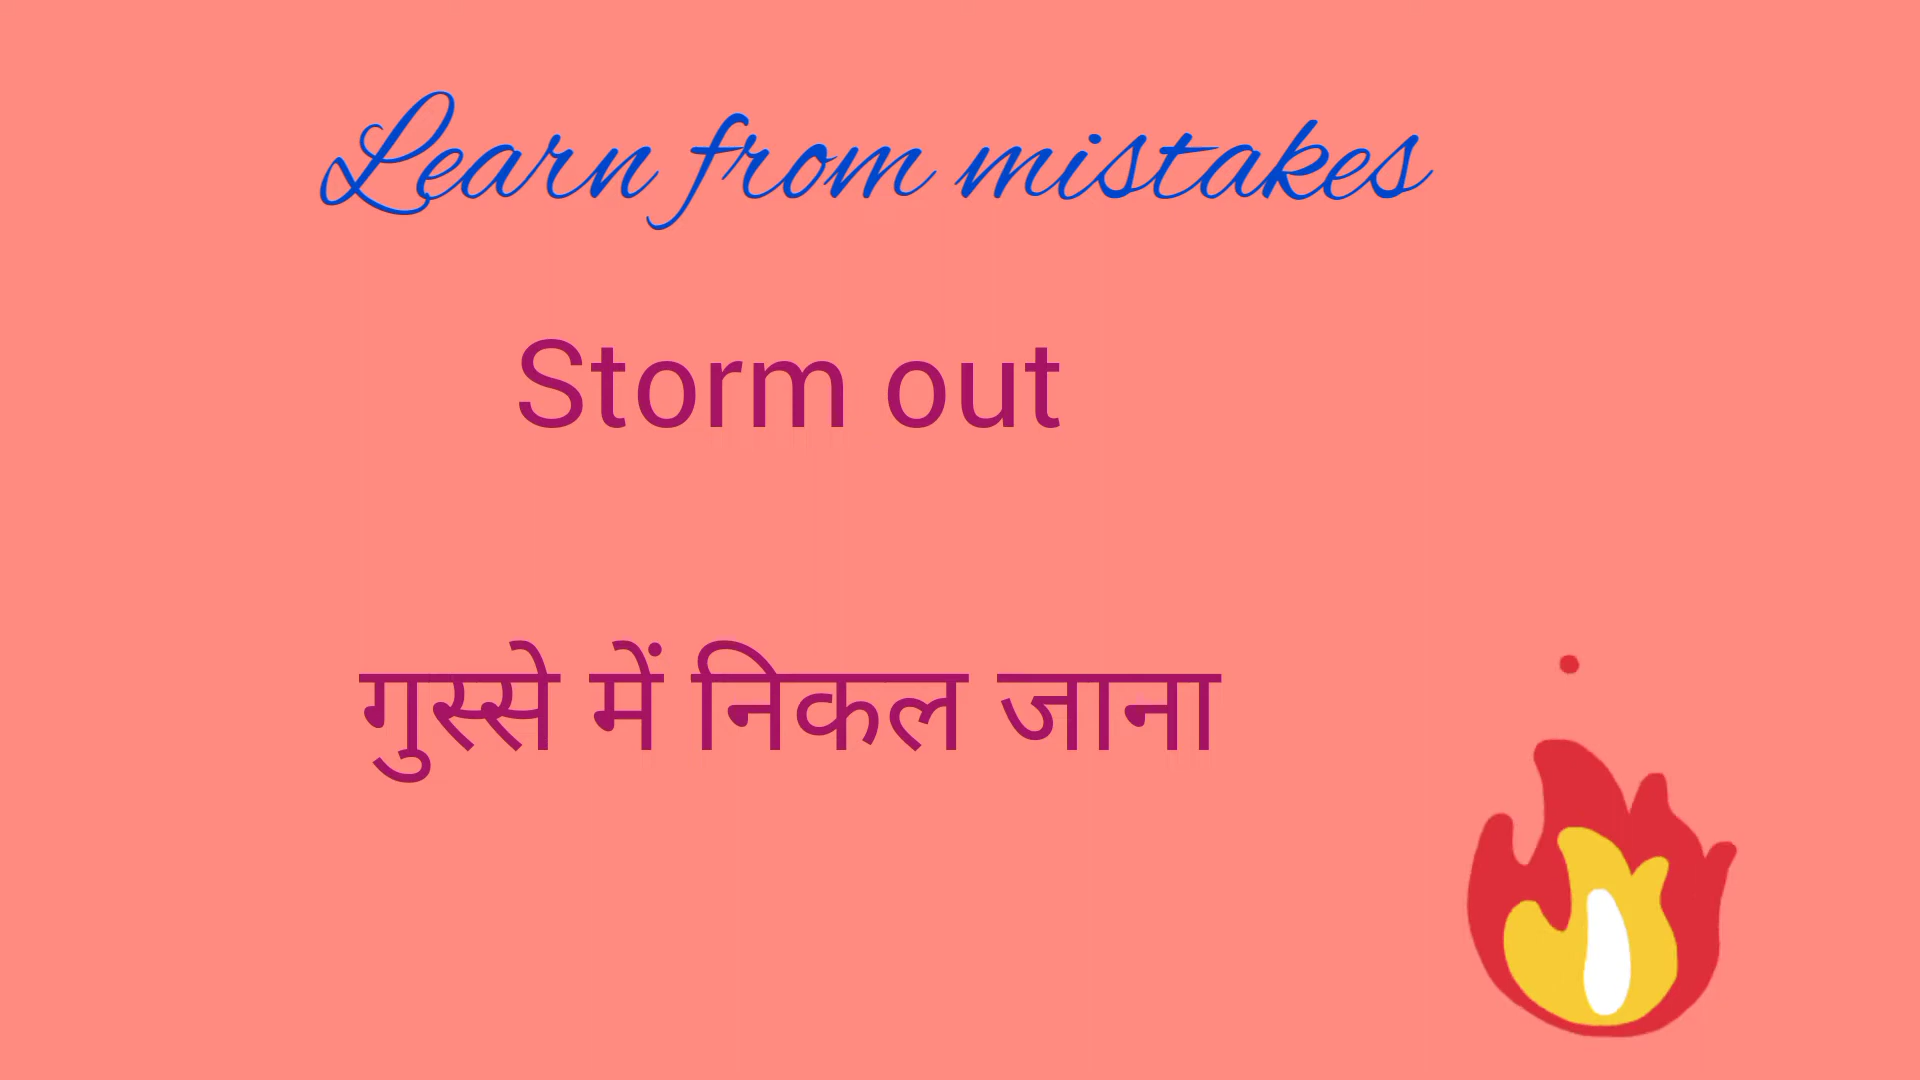 Learn from mistakes
Storm out
गुस्से में निकल जाना